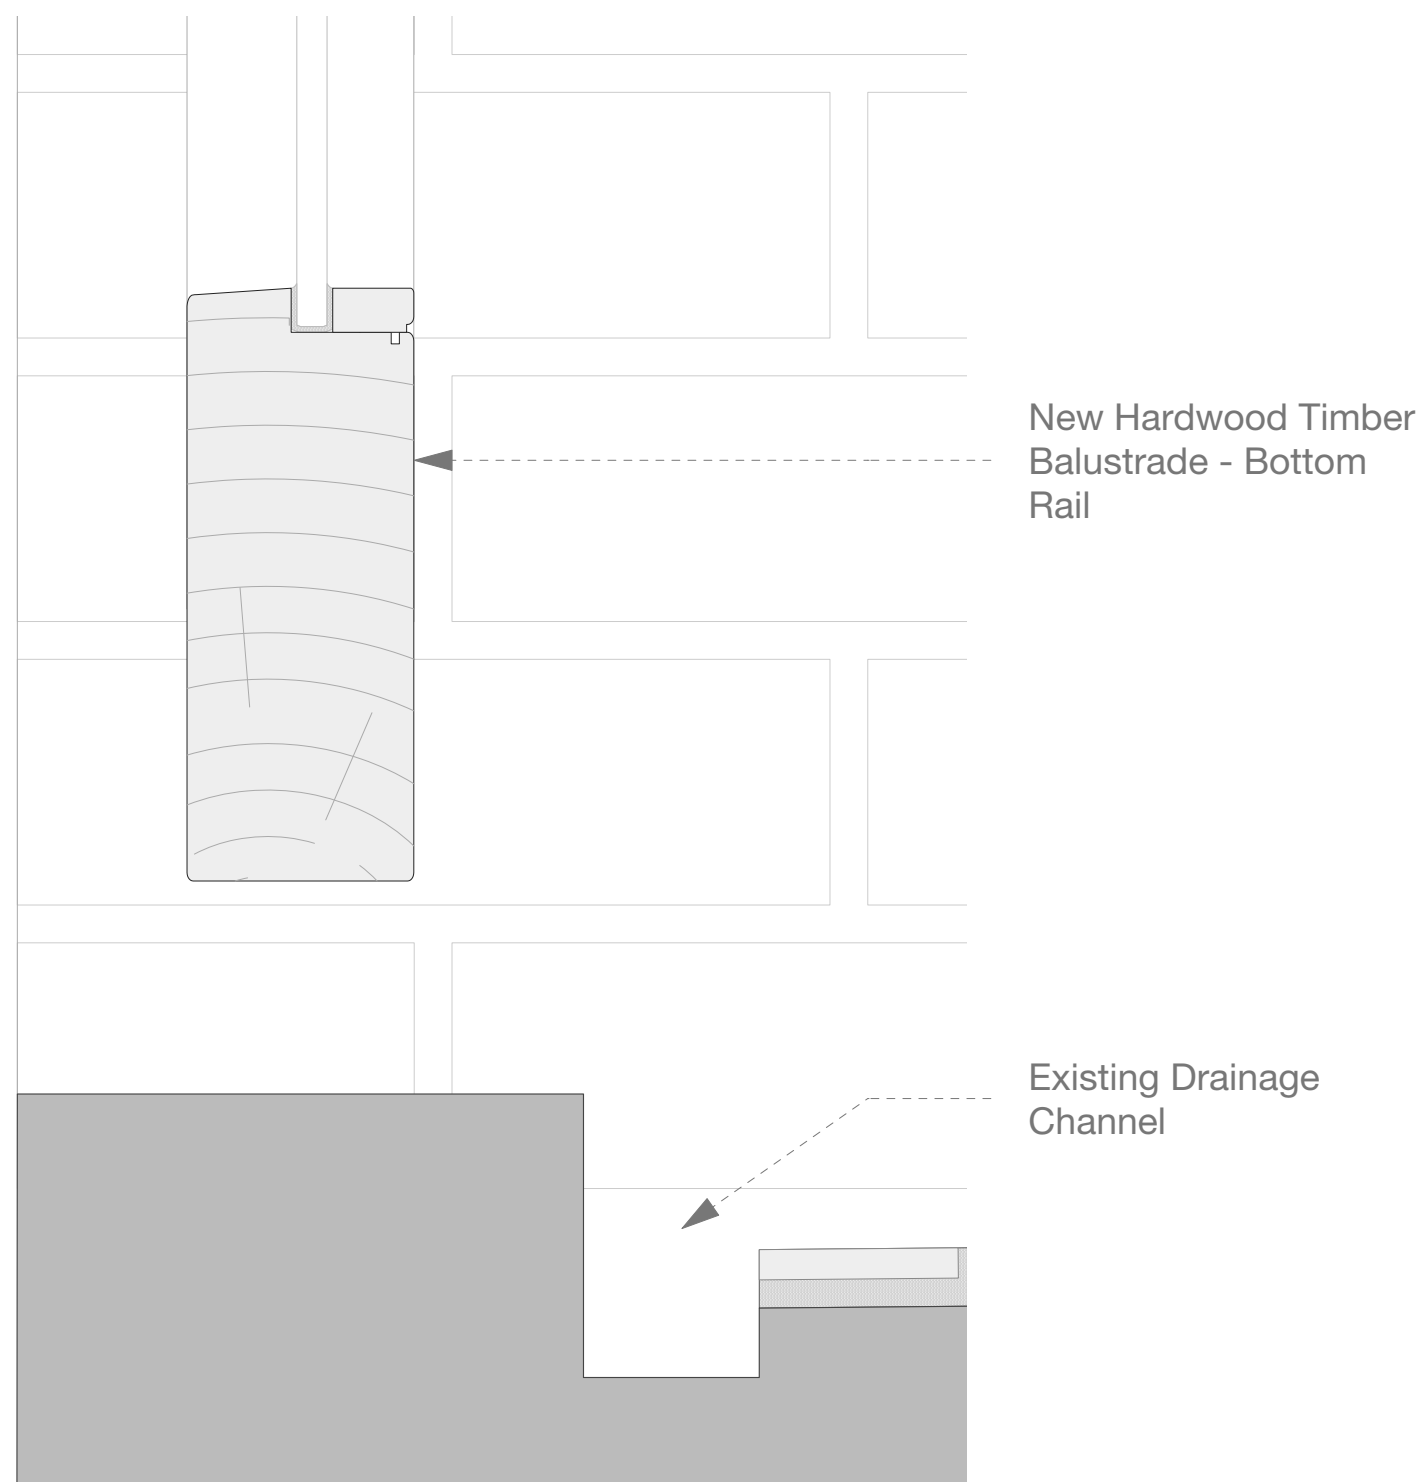 New Hardwood Timber
Balustrade - Bottom
Rail
Existing Drainage
Channel